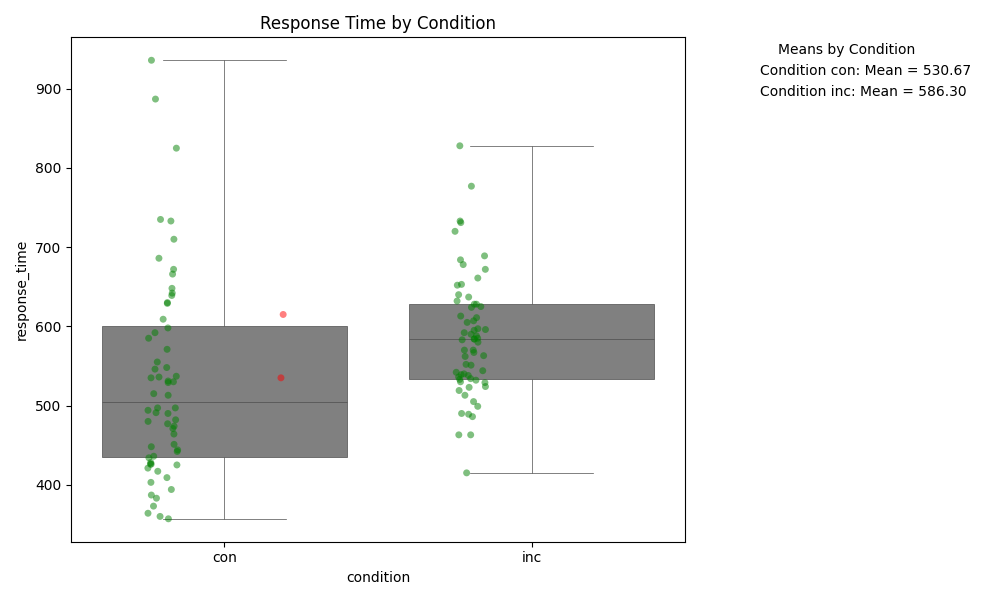 Response Time by Condition
Means by Condition
Condition con: Mean = 530.67
Condition inc: Mean = 586.30
response_time
900
800
700
600
500
400
con
inc
condition